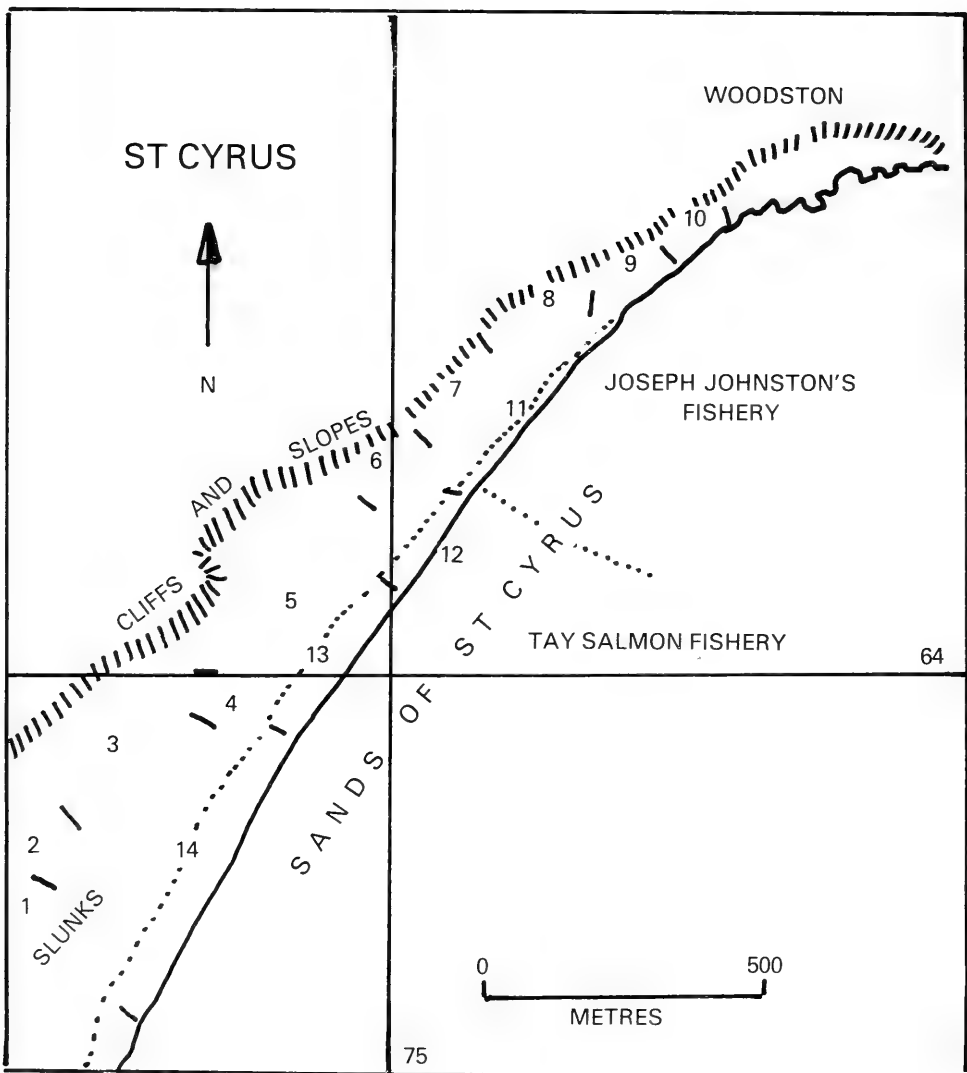 WOODSTON
ST CYRUS
N
10
9
8
JOSEPH JOHNSTON'S
FISHERY
7
11
CLIFFS AND SLOPES
6
12
5
SANDS OF ST CYRUS
TAY SALMON FISHERY
13
64
4
3
2
14
1
SLUNKS
0 500
METRES
75